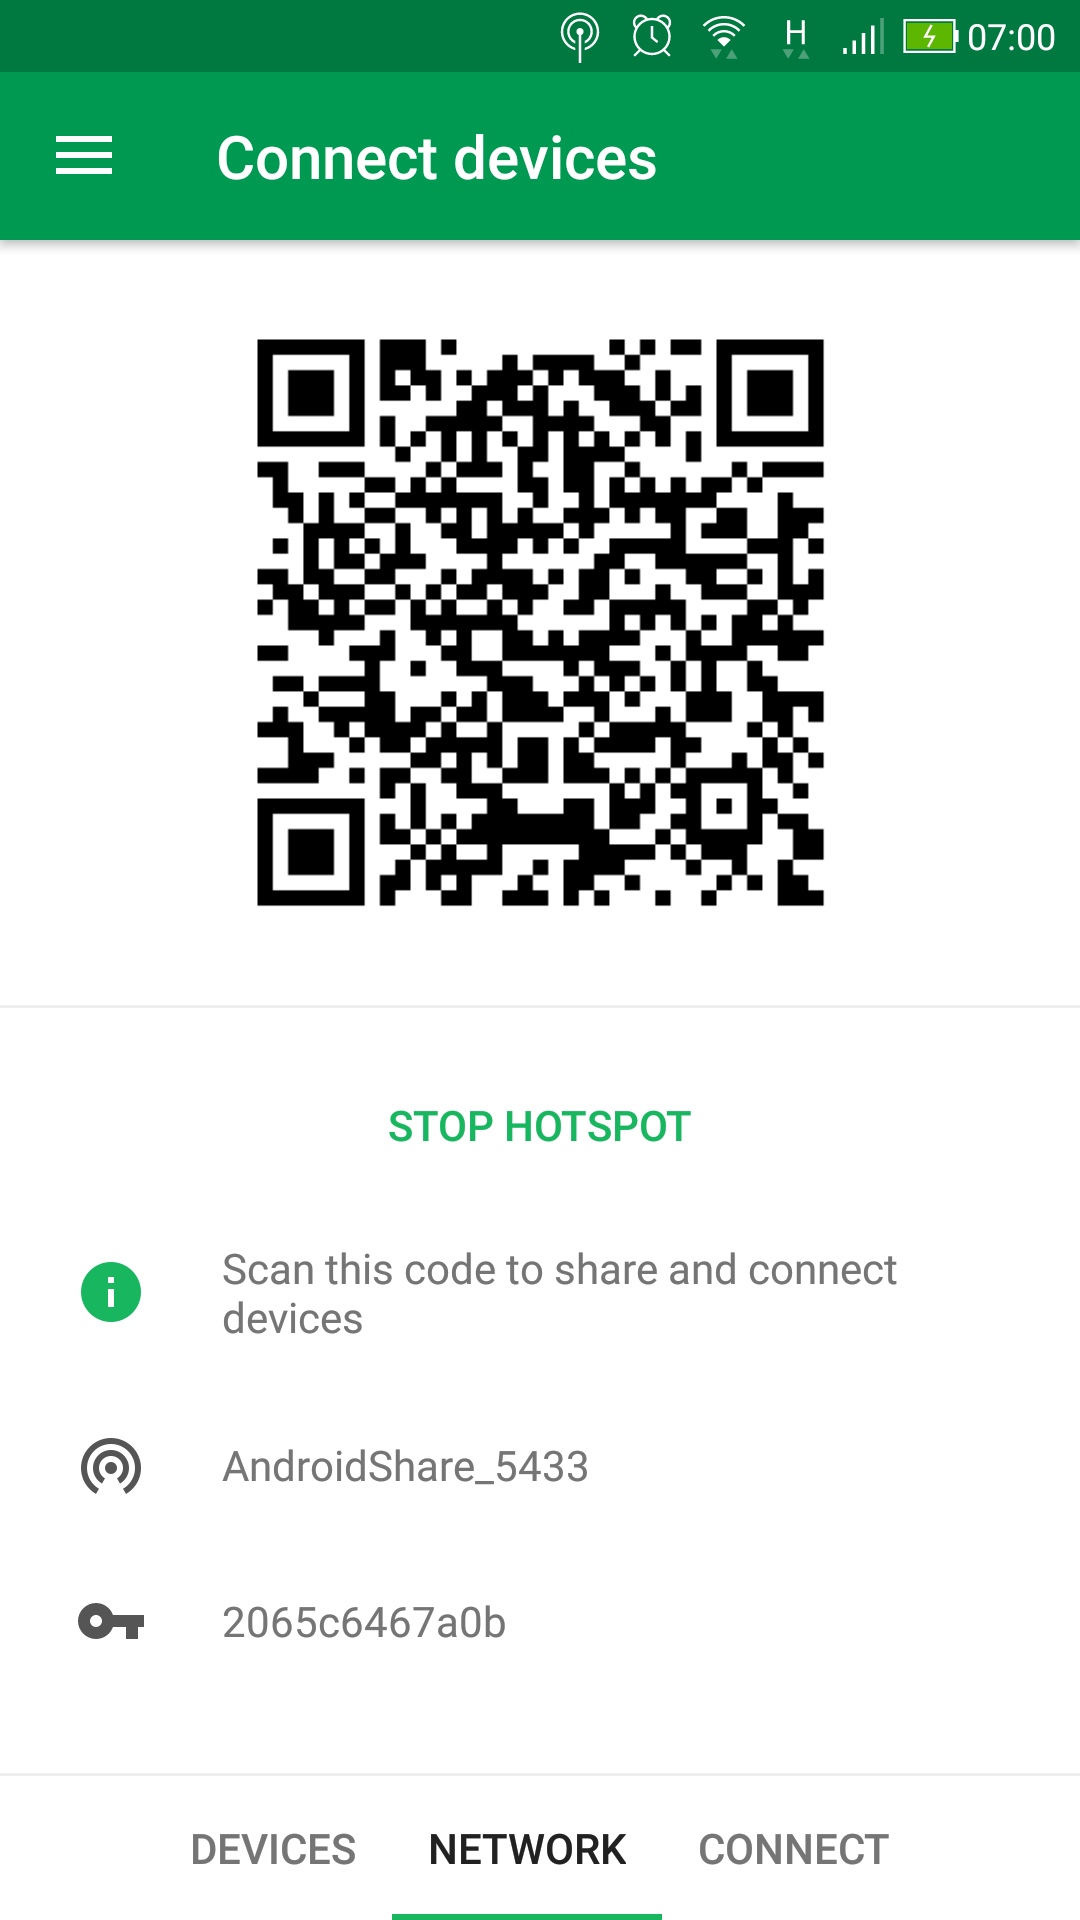 H 07:00
Connect devices
STOP HOTSPOT
Scan this code to share and connect
devices
AndroidShare_5433
2065c6467a0b
DEVICES NETWORK CONNECT